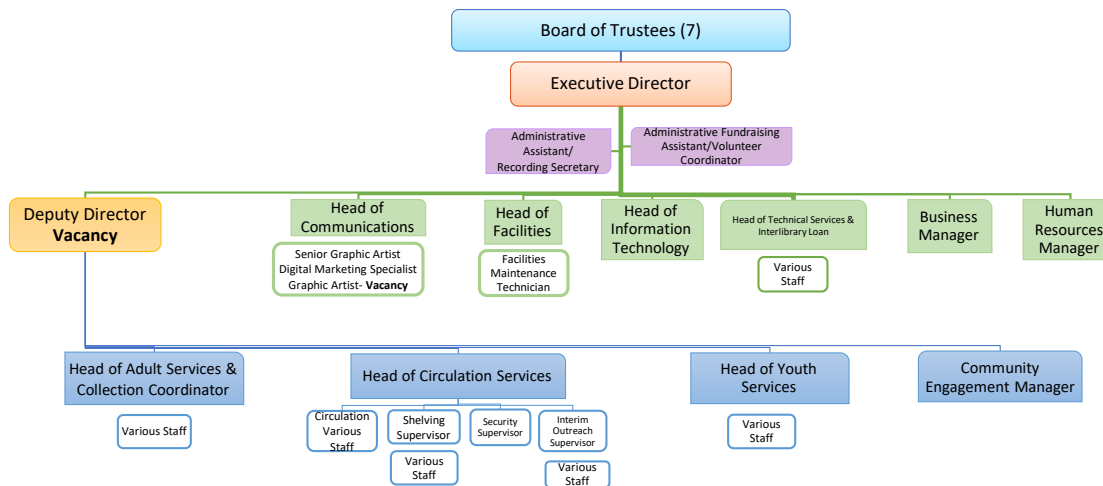 Board of Trustees (7)
Executive Director
Administrative
Assistant/
Recording Secretary
Administrative Fundraising
Assistant/Volunteer
Coordinator
Deputy Director
Vacancy
Head of
Communications
Senior Graphic Artist
Digital Marketing Specialist
Graphic Artist- Vacancy
Head of
Facilities
Facilities
Maintenance
Technician
Head of
Information
Technology
Head of Technical Services &
Interlibrary Loan
Various
Staff
Business
Manager
Human
Resources
Manager
Head of Adult Services &
Collection Coordinator
Various Staff
Head of Circulation Services
Circulation
Various
Staff
Shelving
Supervisor
Various
Staff
Security
Supervisor
Interim
Outreach
Supervisor
Various
Staff
Head of Youth
Services
Various
Staff
Community
Engagement Manager